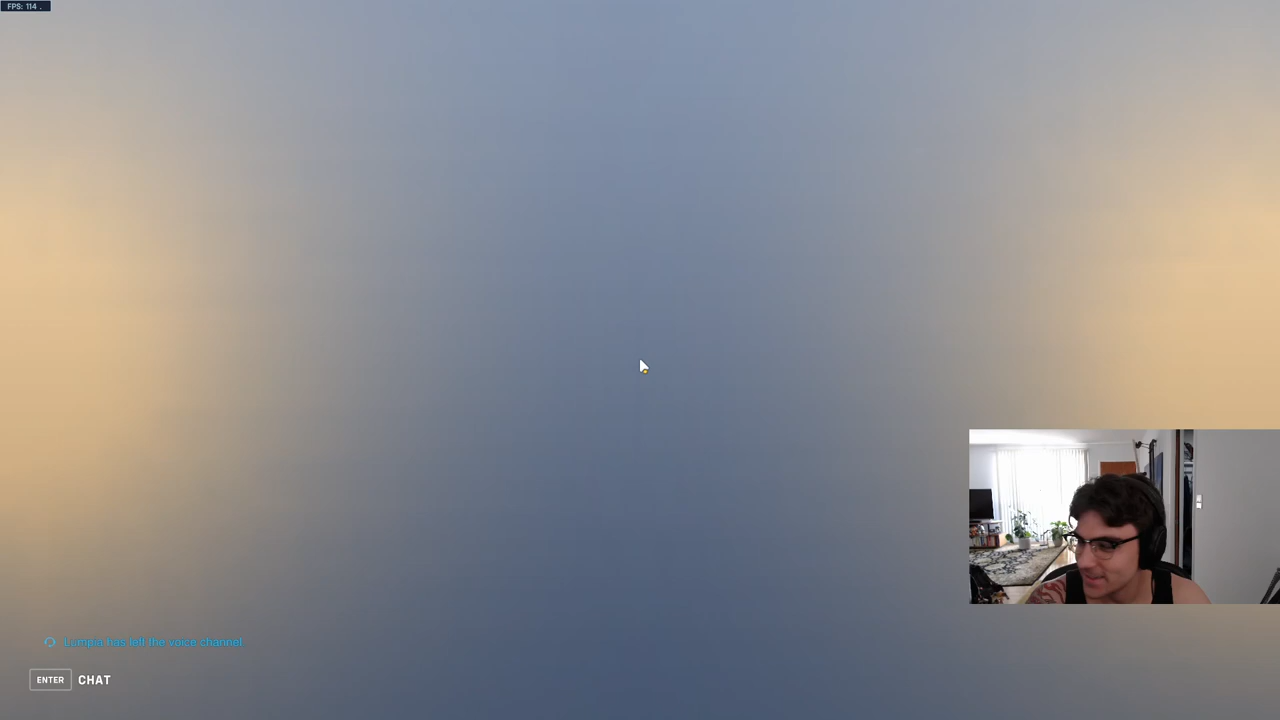 FPS: 114 .
Lumpia has left the voice channel
ENTER CHAT